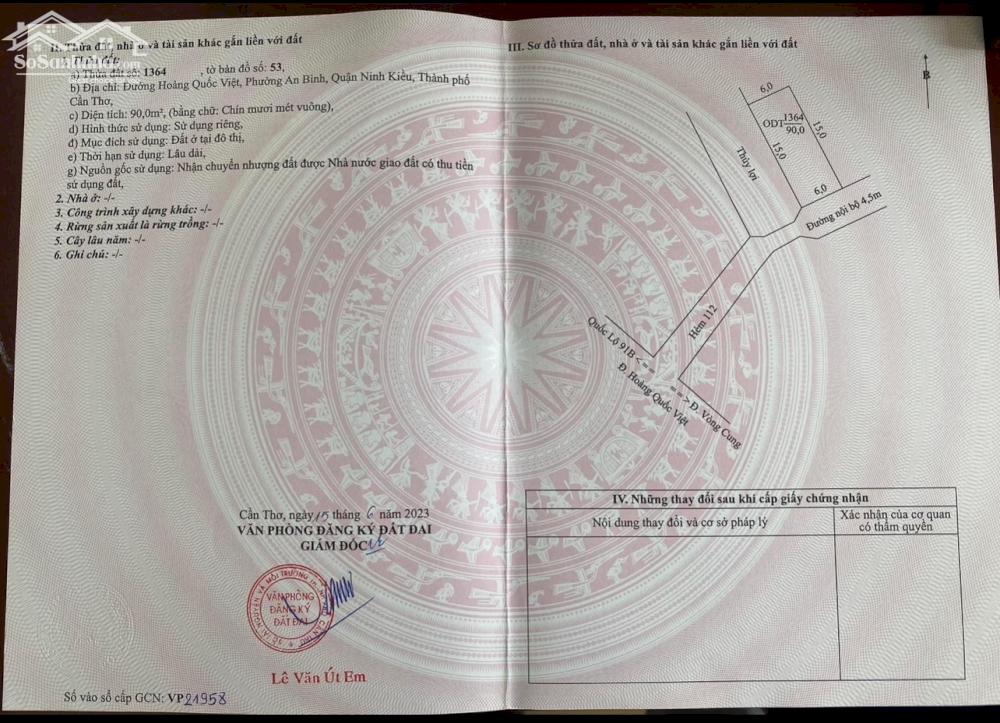 SoSanhNha.com
II. Thửa đất, nhà ở và tài sản khác gắn liền với đất
a) Thửa đất số: 1364 , tờ bản đồ số: 53,
b) Địa chỉ: Đường Hoàng Quốc Việt, Phường An Bình, Quận Ninh Kiều, Thành phố
Cần Thơ,
c) Diện tích: 90,0m², (bằng chữ: Chín mươi mét vuông),
d) Hình thức sử dụng: Sử dụng riêng,
đ) Mục đích sử dụng: Đất ở tại đô thị,
e) Thời hạn sử dụng: Lâu dài,
g) Nguồn gốc sử dụng: Nhận chuyển nhượng đất được Nhà nước giao đất có thu tiền
sử dụng đất,
2. Nhà ở: -/-
3. Công trình xây dựng khác: -/-
4. Rừng sản xuất là rừng trồng: -/-
5. Cây lâu năm: -/-
6. Ghi chú: -/-
Cần Thơ, ngày 15 tháng 6 năm 2023
VĂN PHÒNG ĐĂNG KÝ ĐẤT ĐAI
GIÁM ĐỐC
VĂN PHÒNG
ĐĂNG KÝ
ĐẤT ĐAI
Lê Văn Út Em
Số vào sổ cấp GCN: VP21958
III. Sơ đồ thửa đất, nhà ở và tài sản khác gắn liền với đất
B
6,0
ODT 1364
90,0
15,0
15,0
Thủy lợi
6,0
Đường nội bộ 4,5m
Hẻm 112
Quốc Lộ 91B <==
==> Đ. Vòng Cung
Đ. Hoàng Quốc Việt
IV. Những thay đổi sau khi cấp giấy chứng nhận
Nội dung thay đổi và cơ sở pháp lý
Xác nhận của cơ quan
có thẩm quyền